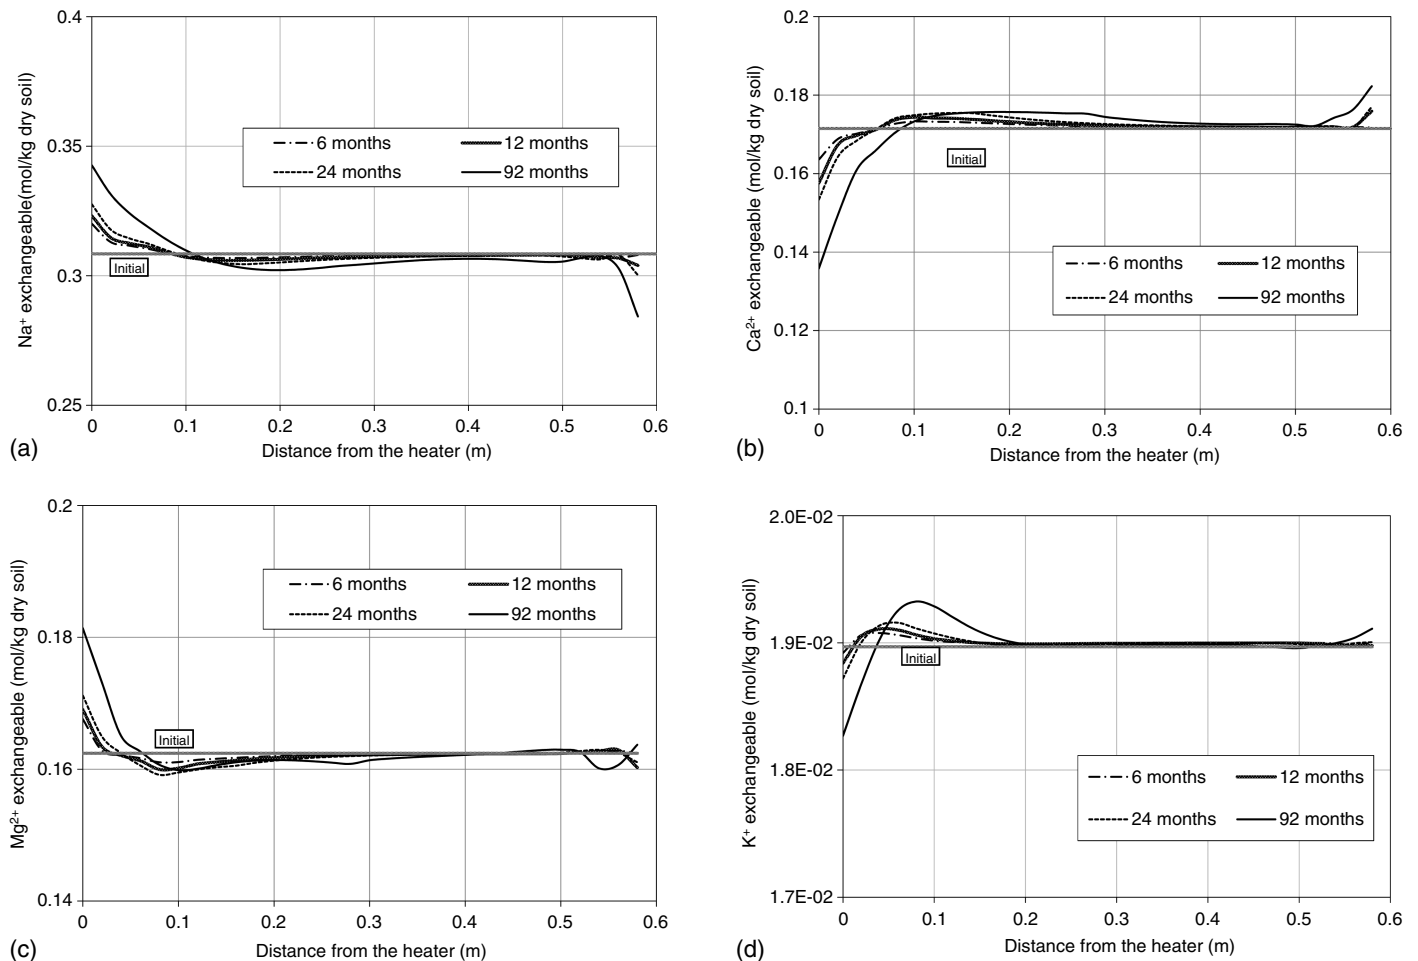 0.4
0.35
0.3
0.25
Na⁺ exchangeable(mol/kg dry soil)
6 months
12 months
24 months
92 months
Initial
0 0.1 0.2 0.3 0.4 0.5 0.6
Distance from the heater (m)
(a)
0.2
0.18
0.16
0.14
0.12
0.1
Ca²⁺ exchangeable (mol/kg dry soil)
Initial
6 months
12 months
24 months
92 months
0 0.1 0.2 0.3 0.4 0.5 0.6
Distance from the heater (m)
(b)
0.2
0.18
0.16
0.14
Mg²⁺ exchangeable (mol/kg dry soil)
6 months
12 months
24 months
92 months
Initial
0 0.1 0.2 0.3 0.4 0.5 0.6
Distance from the heater (m)
(c)
2.0E-02
1.9E-02
1.8E-02
1.7E-02
K⁺ exchangeable (mol/kg dry soil)
Initial
6 months
12 months
24 months
92 months
0 0.1 0.2 0.3 0.4 0.5 0.6
Distance from the heater (m)
(d)